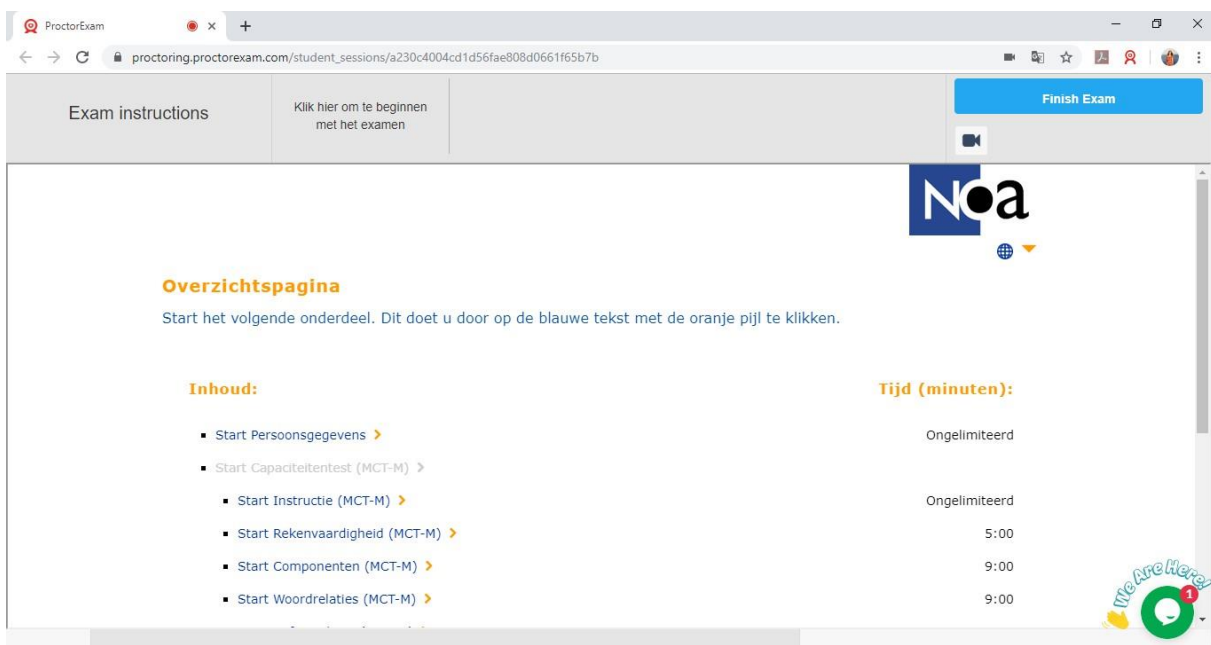 ProctorExam
proctoring.proctorexam.com/student_sessions/a230c4004cd1d56fae808d0661f65b7b
Exam instructions
Klik hier om te beginnen
met het examen
Finish Exam
Noa
Overzichtspagina
Start het volgende onderdeel. Dit doet u door op de blauwe tekst met de oranje pijl te klikken.
Inhoud: Tijd (minuten):
Start Persoonsgegevens Ongelimiteerd
Start Capaciteitentest (MCT-M)
Start Instructie (MCT-M) Ongelimiteerd
Start Rekenvaardigheid (MCT-M) 5:00
Start Componenten (MCT-M) 9:00
Start Woordrelaties (MCT-M) 9:00
We Are Here!
1